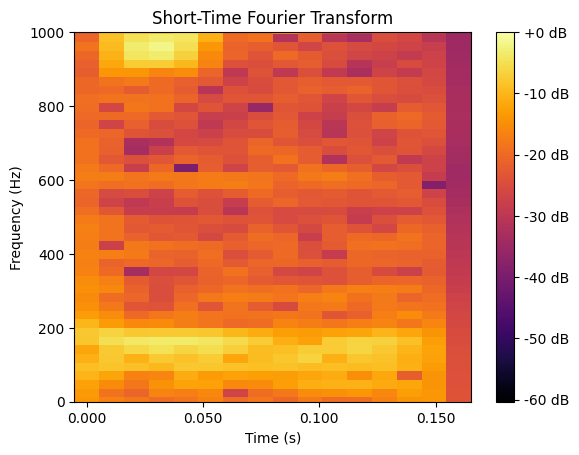 Short-Time Fourier Transform
Frequency (Hz)
1000
800
600
400
200
0
0.000
0.050
0.100
0.150
Time (s)
+0 dB
-10 dB
-20 dB
-30 dB
-40 dB
-50 dB
-60 dB